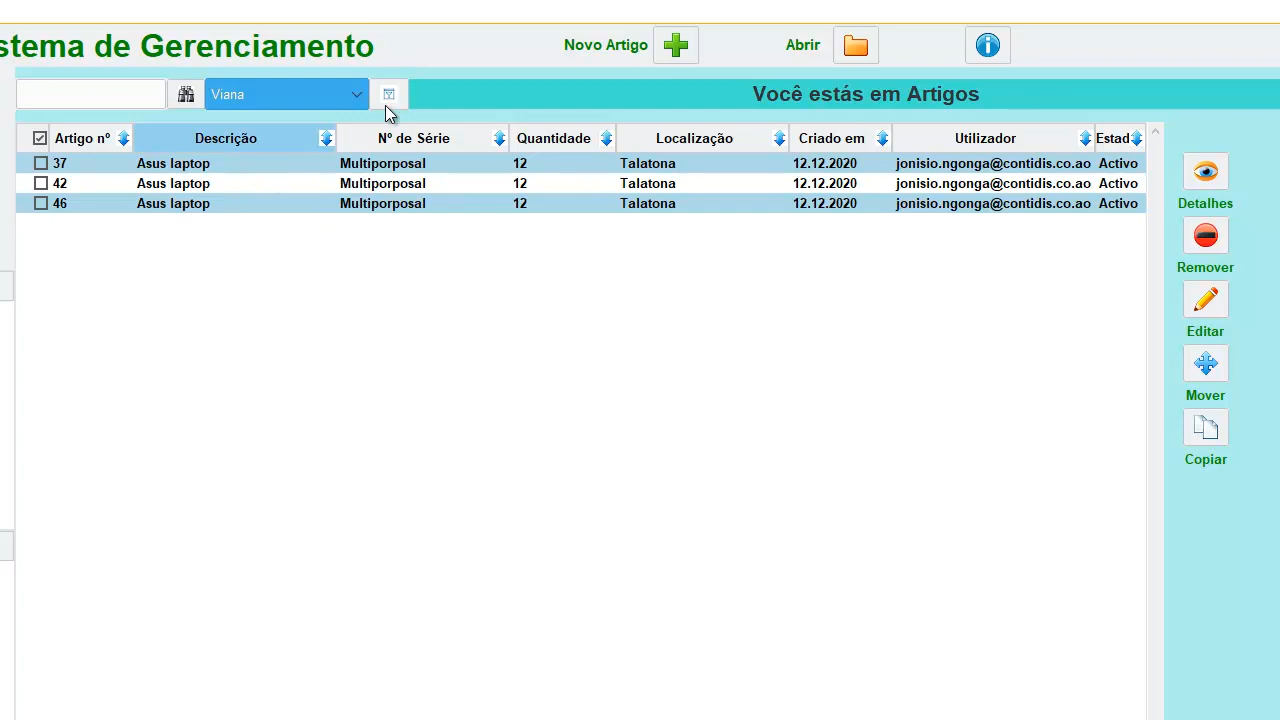 stema de Gerenciamento
Novo Artigo
Abrir
Viana
Você estás em Artigos
Artigo nº Descrição Nº de Série Quantidade Localização Criado em Utilizador Estad
37 Asus laptop Multiporposal 12 Talatona 12.12.2020 jonisio.ngonga@contidis.co.ao Activo
42 Asus laptop Multiporposal 12 Talatona 12.12.2020 jonisio.ngonga@contidis.co.ao Activo
46 Asus laptop Multiporposal 12 Talatona 12.12.2020 jonisio.ngonga@contidis.co.ao Activo
Detalhes
Remover
Editar
Mover
Copiar